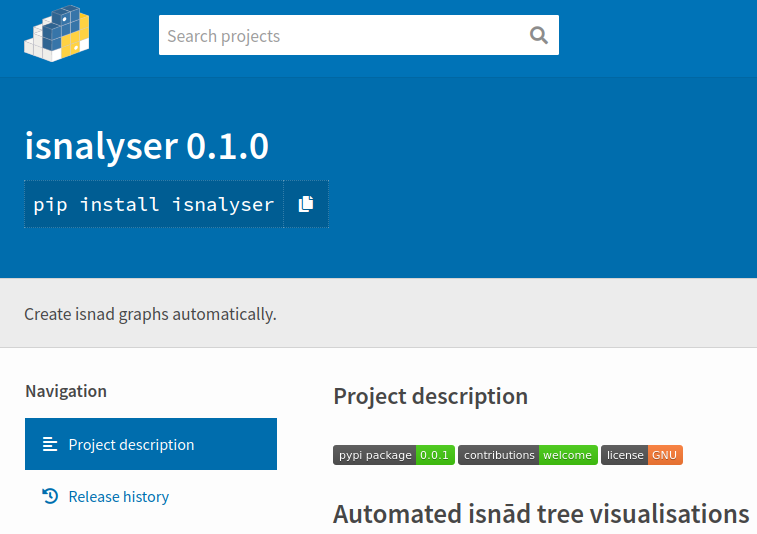 Search projects
isnalyser 0.1.0
pip install isnalyser
Create isnad graphs automatically.
Navigation
Project description
Release history
Project description
pypi package 0.0.1 contributions welcome license GNU
Automated isnād tree visualisations